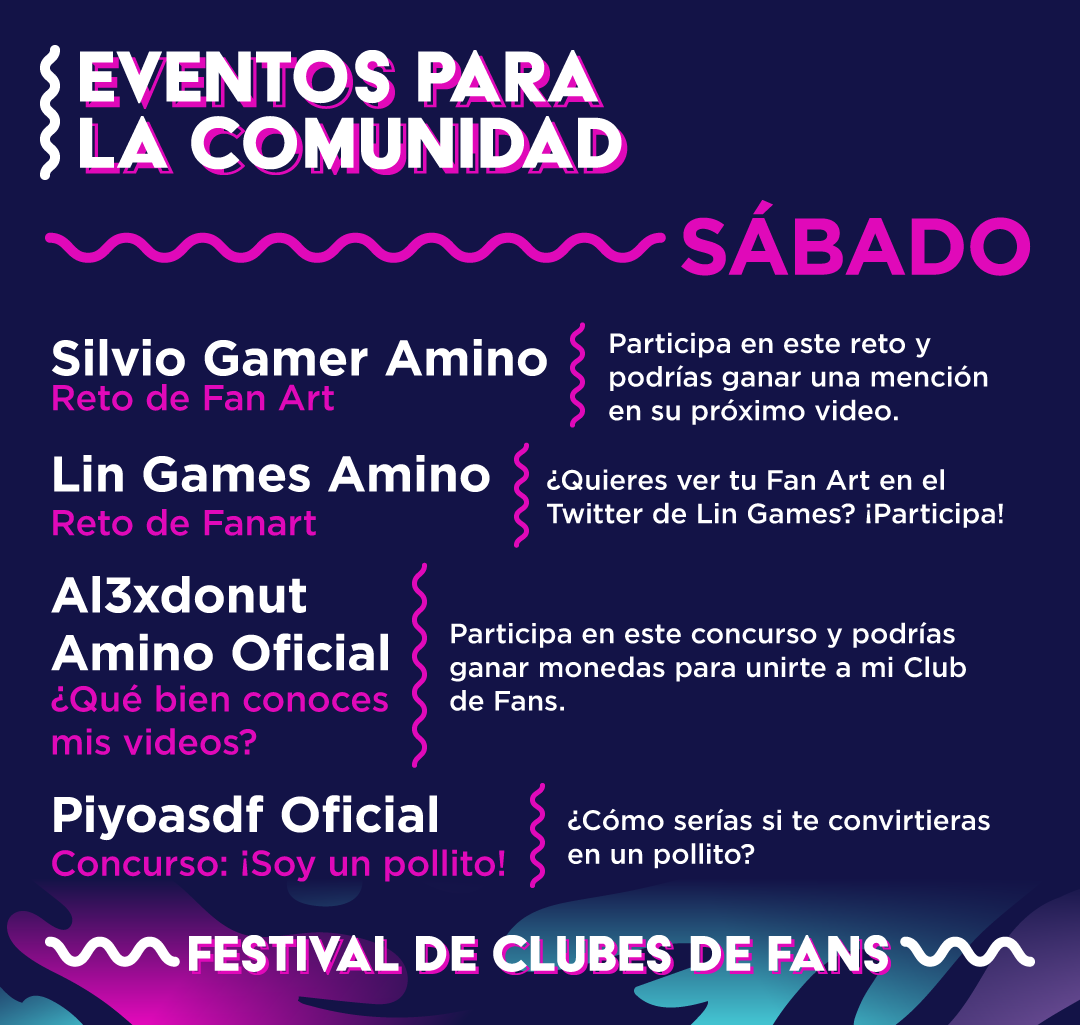 EVENTOS PARA
LA COMUNIDAD
SÁBADO
Silvio Gamer Amino
Reto de Fan Art
Participa en este reto y
podrías ganar una mención
en su próximo video.
Lin Games Amino
Reto de Fanart
¿Quieres ver tu Fan Art en el
Twitter de Lin Games? ¡Participa!
Al3xdonut
Amino Oficial
¿Qué bien conoces
mis videos?
Participa en este concurso y podrías
ganar monedas para unirte a mi Club
de Fans.
Piyoasdf Oficial
Concurso: ¡Soy un pollito!
¿Cómo serías si te convirtieras
en un pollito?
FESTIVAL DE CLUBES DE FANS